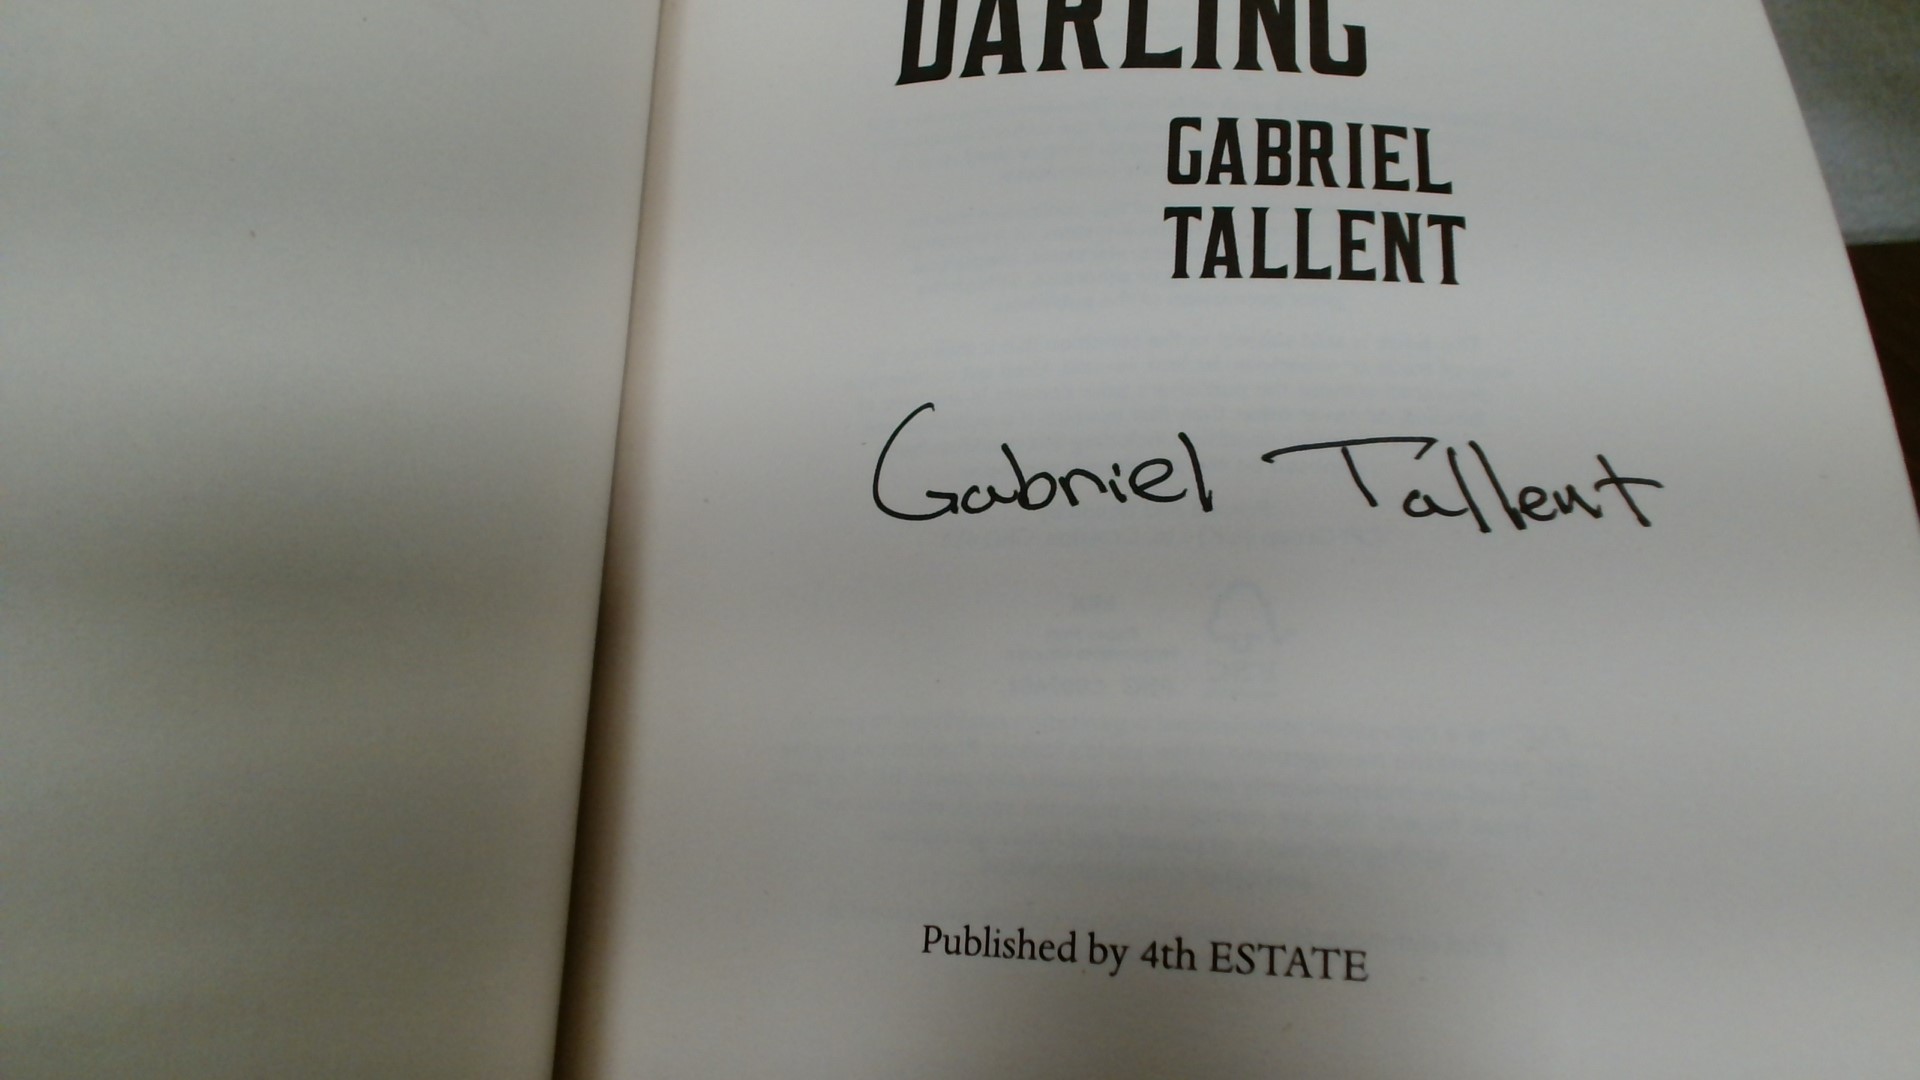 DARLING
GABRIEL
TALLENT
Gabriel Tallent
Published by 4th ESTATE